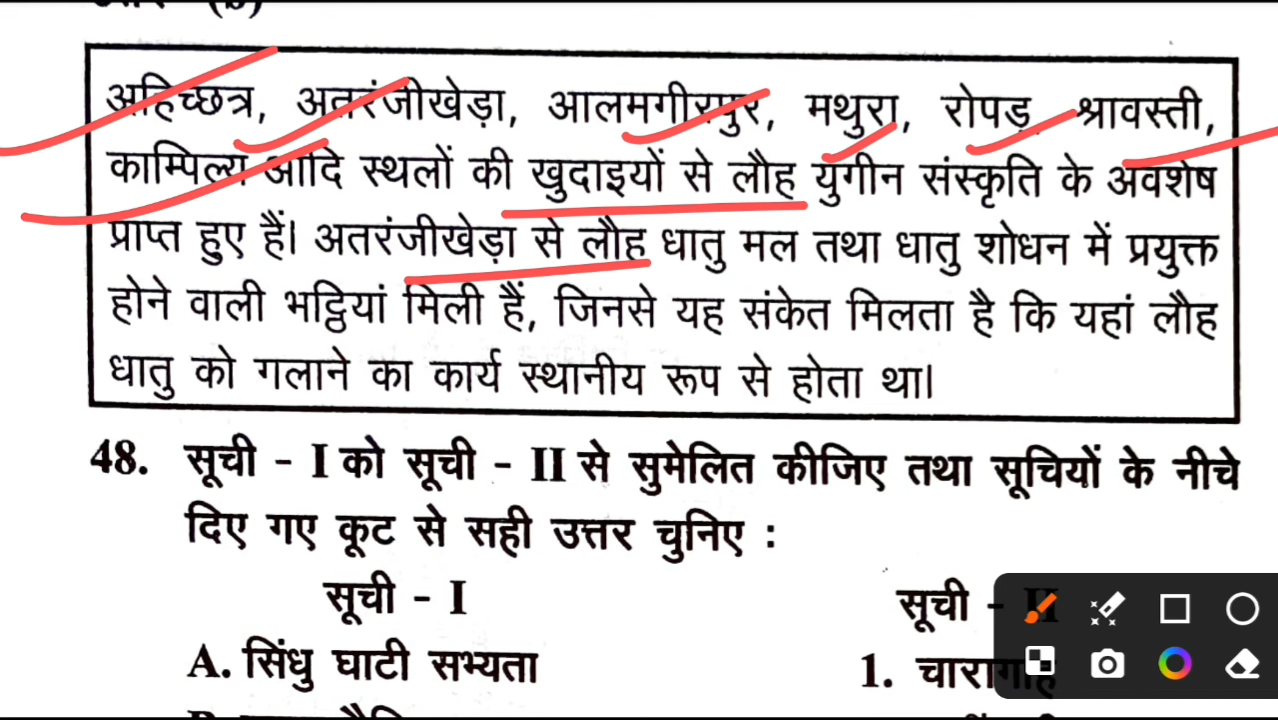 अहिच्छत्र, अतरंजीखेड़ा, आलमगीरपुर, मथुरा, रोपड़ श्रावस्ती,
काम्पिल्य आदि स्थलों की खुदाइयों से लौह युगीन संस्कृति के अवशेष
प्राप्त हुए हैं। अतरंजीखेड़ा से लौह धातु मल तथा धातु शोधन में प्रयुक्त
होने वाली भट्ठियां मिली हैं, जिनसे यह संकेत मिलता है कि यहां लौह
धातु को गलाने का कार्य स्थानीय रूप से होता था।
48. सूची - I को सूची - II से सुमेलित कीजिए तथा सूचियों के नीचे
दिए गए कूट से सही उत्तर चुनिए :
सूची - I सूची - II
A. सिंधु घाटी सभ्यता 1. चारागाह